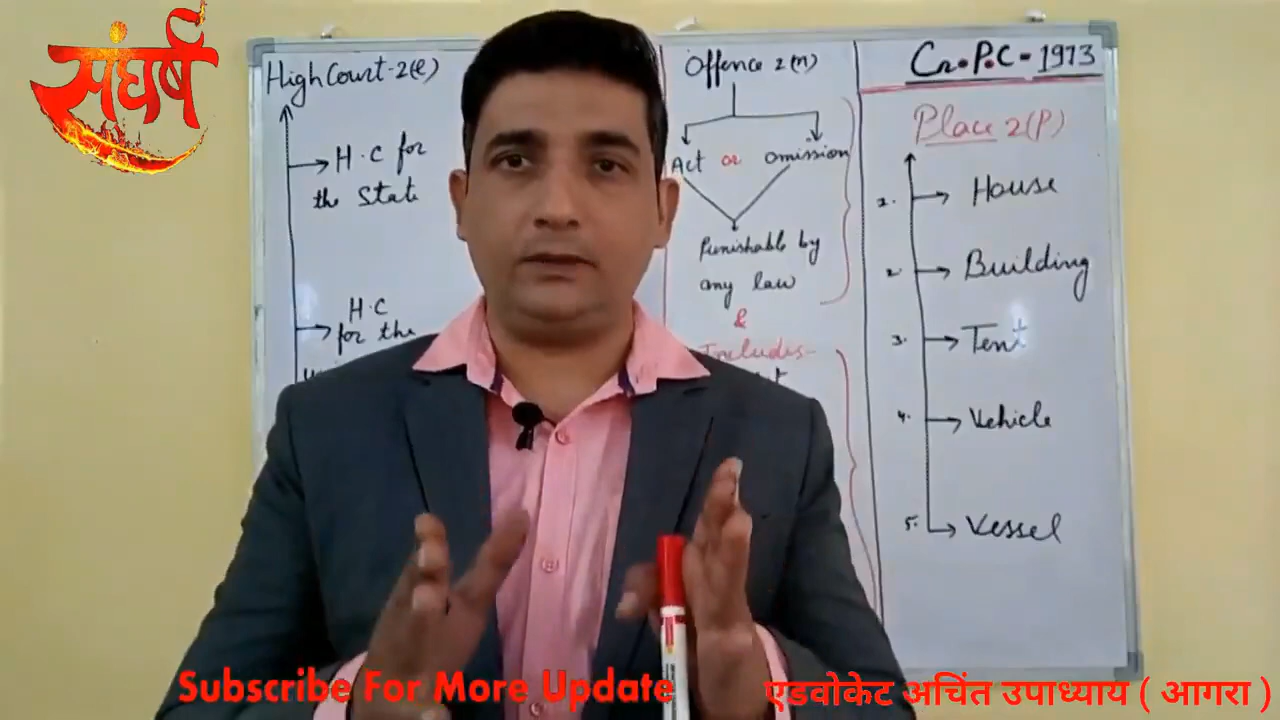 संघर्ष
High Court-2(e)
H.C for
the State
H.C
for the
Offence 2(n)
Act or omission
Punishable by
any law
&
Includes-
Cr.P.C-1973
Place 2(P)
1. House
2. Building
3. Tent
4. Vehicle
5. Vessel
Subscribe For More Update
एडवोकेट अचिंत उपाध्याय ( आगरा )